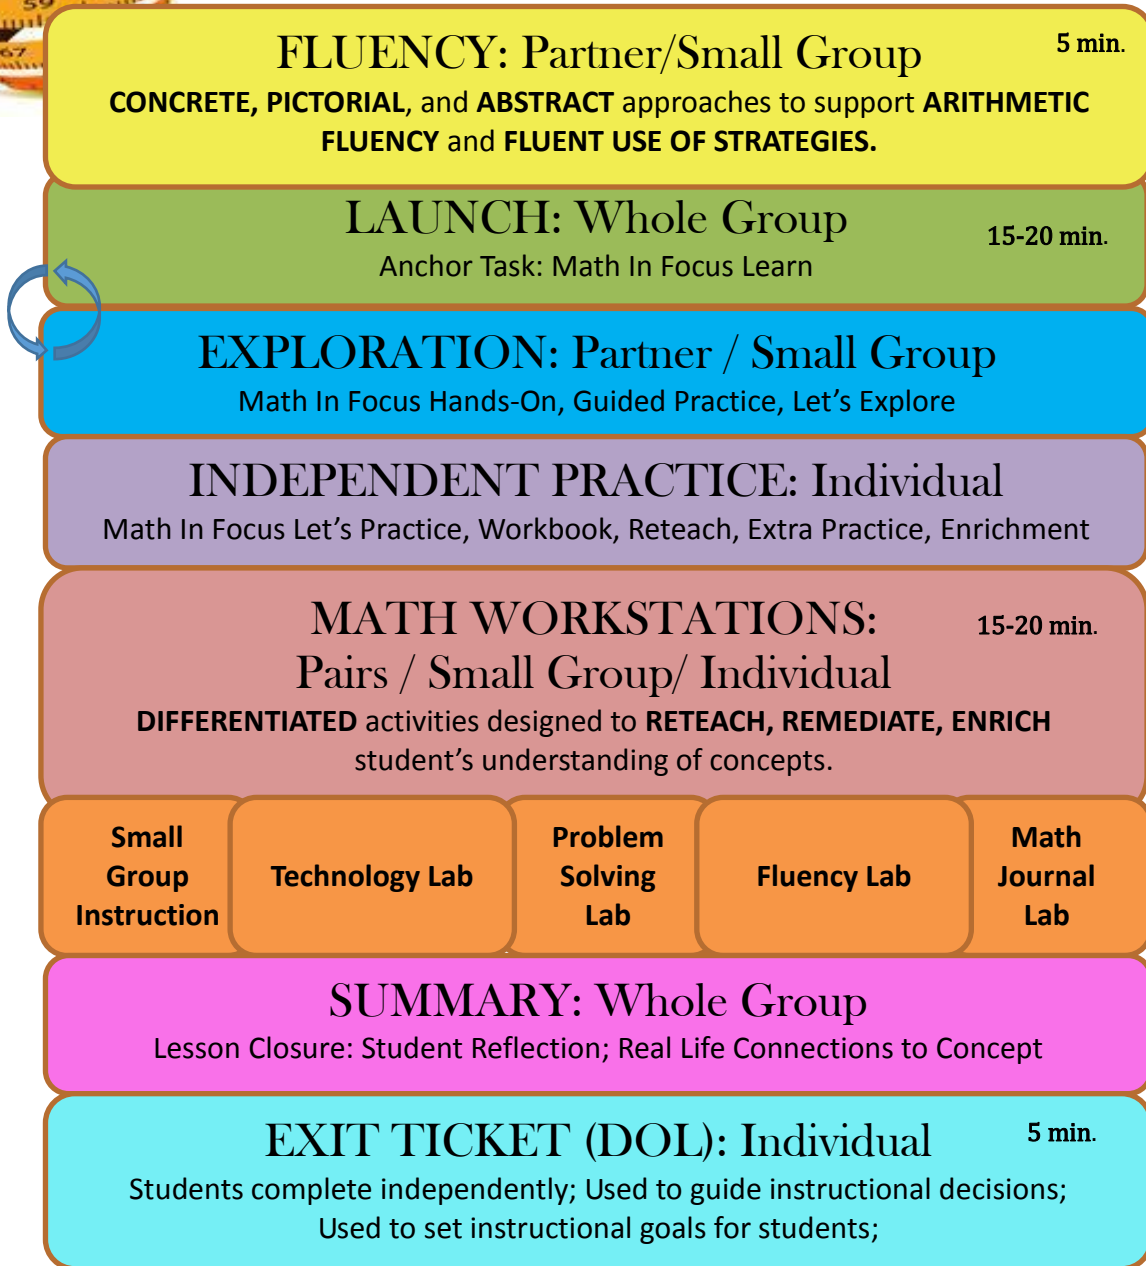 59
67
FLUENCY: Partner/Small Group
5 min.
CONCRETE, PICTORIAL, and ABSTRACT approaches to support ARITHMETIC
FLUENCY and FLUENT USE OF STRATEGIES.
LAUNCH: Whole Group
15-20 min.
Anchor Task: Math In Focus Learn
EXPLORATION: Partner / Small Group
Math In Focus Hands-On, Guided Practice, Let’s Explore
INDEPENDENT PRACTICE: Individual
Math In Focus Let’s Practice, Workbook, Reteach, Extra Practice, Enrichment
MATH WORKSTATIONS:
15-20 min.
Pairs / Small Group/ Individual
DIFFERENTIATED activities designed to RETEACH, REMEDIATE, ENRICH
student’s understanding of concepts.
Small
Group
Instruction
Technology Lab
Problem
Solving
Lab
Fluency Lab
Math
Journal
Lab
SUMMARY: Whole Group
Lesson Closure: Student Reflection; Real Life Connections to Concept
EXIT TICKET (DOL): Individual
5 min.
Students complete independently; Used to guide instructional decisions;
Used to set instructional goals for students;